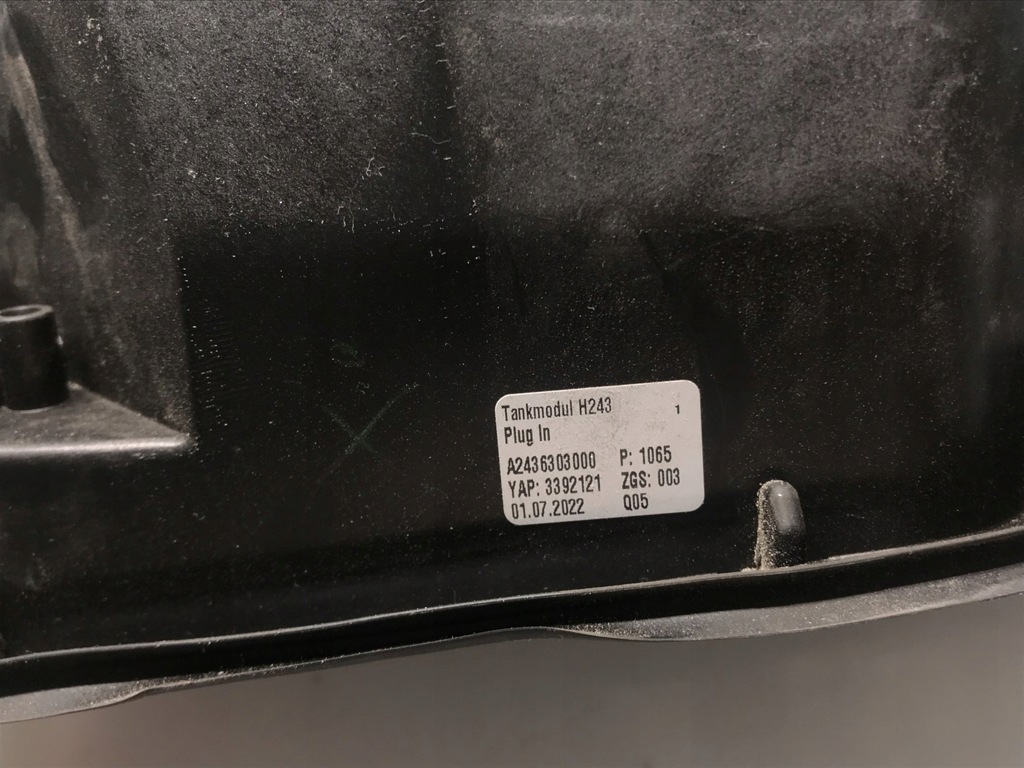 Tankmodul H243 1
Plug In
A2436303000 P: 1065
YAP: 3392121 ZGS: 003
01.07.2022 Q05